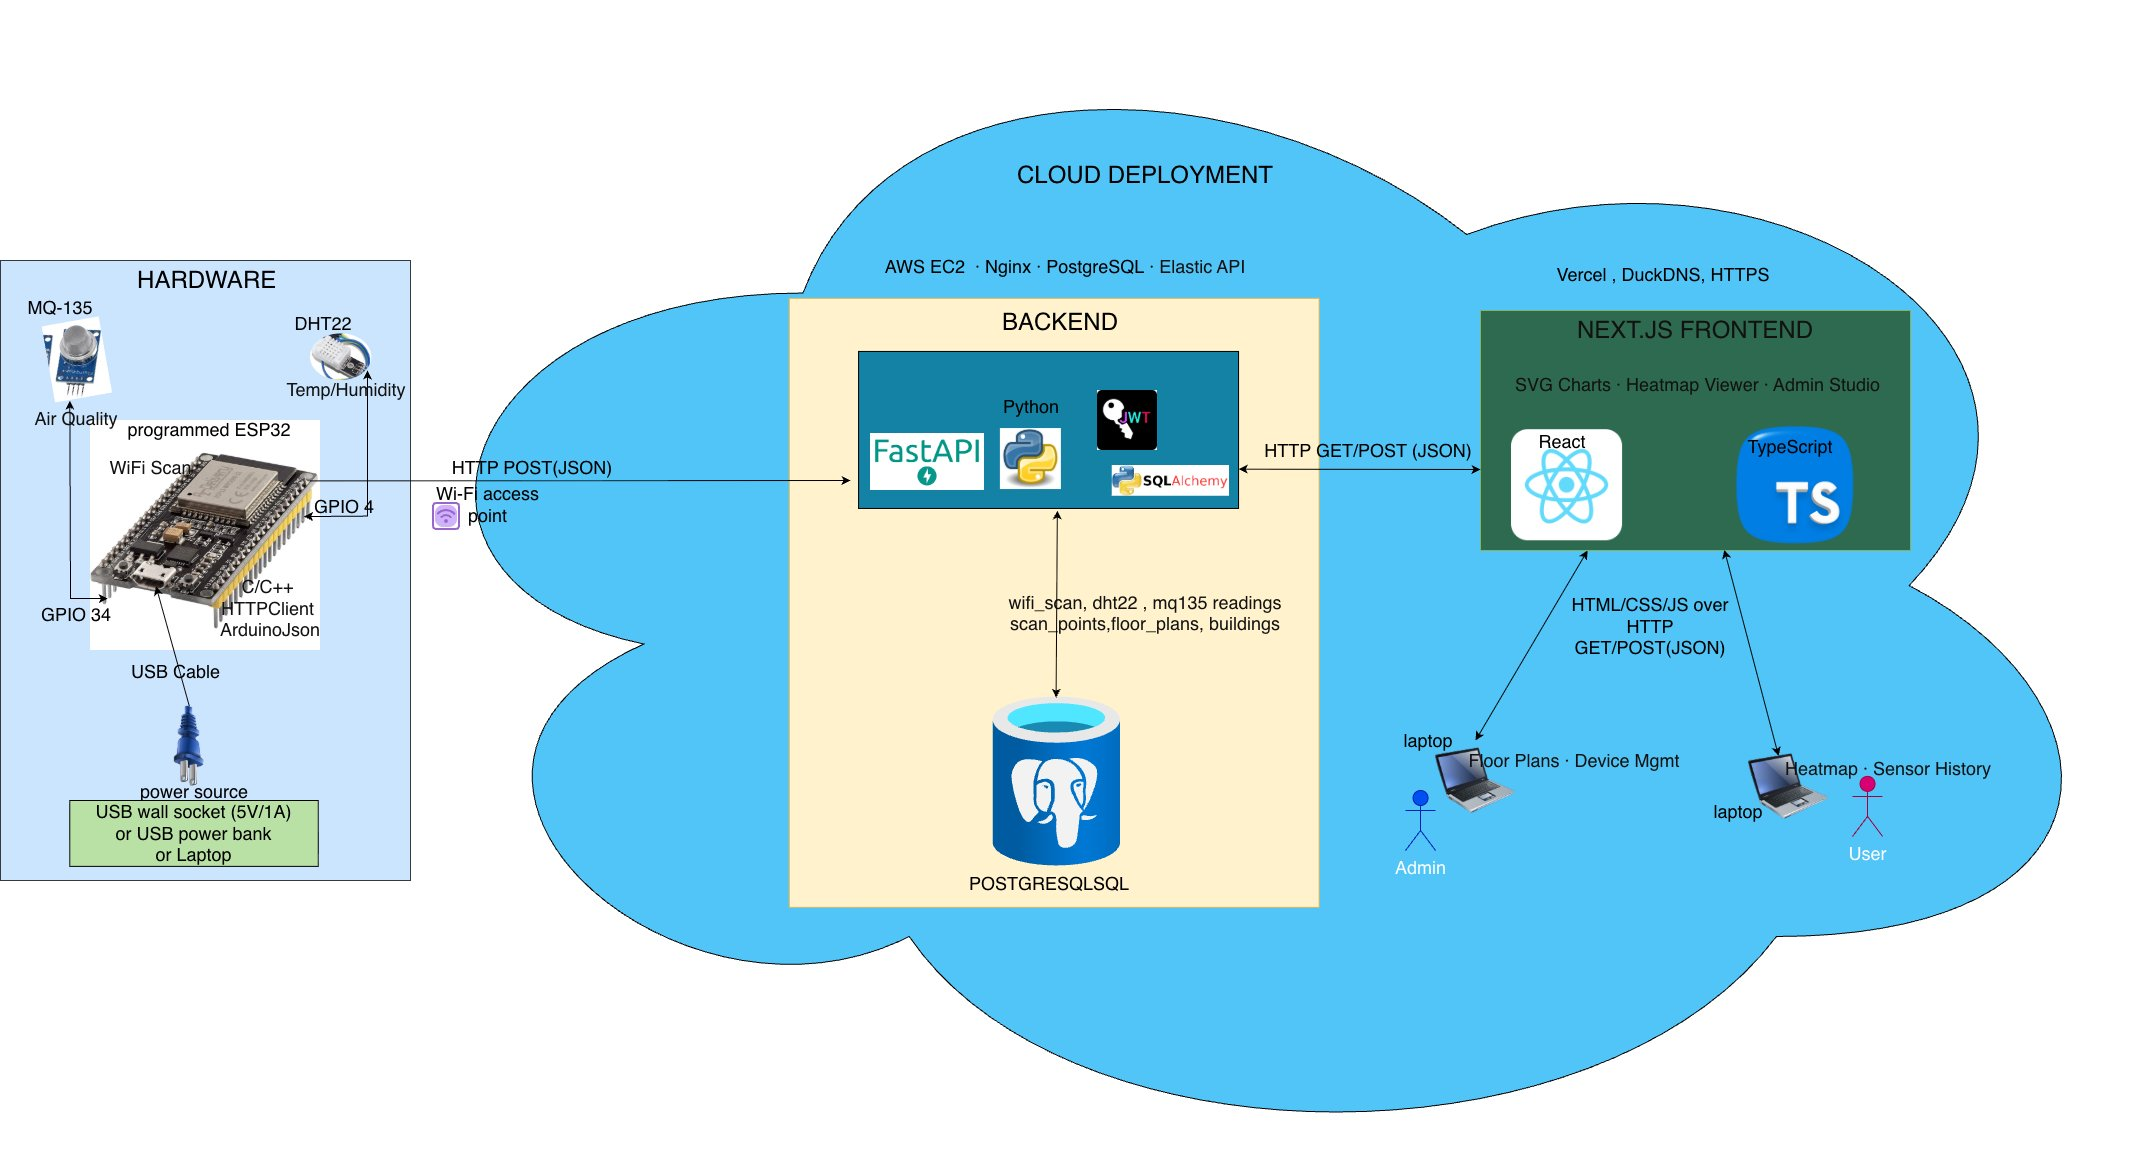 CLOUD DEPLOYMENT
AWS EC2  · Nginx · PostgreSQL · Elastic API
Vercel , DuckDNS, HTTPS
HARDWARE
MQ-135
DHT22
Temp/Humidity
Air Quality
programmed ESP32
WiFi Scan
GPIO 4
C/C++
HTTPClient
ArduinoJson
GPIO 34
USB Cable
power source
USB wall socket (5V/1A)
or USB power bank
or Laptop
HTTP POST(JSON)
Wi-Fi access
point
BACKEND
Python
JWT
FastAPI
SQLAlchemy
wifi_scan, dht22 , mq135 readings
scan_points,floor_plans, buildings
POSTGRESQLSQL
HTTP GET/POST (JSON)
NEXT.JS FRONTEND
SVG Charts · Heatmap Viewer · Admin Studio
React
TypeScript
TS
HTML/CSS/JS over
HTTP
GET/POST(JSON)
laptop
Floor Plans · Device Mgmt
Admin
Heatmap · Sensor History
laptop
User